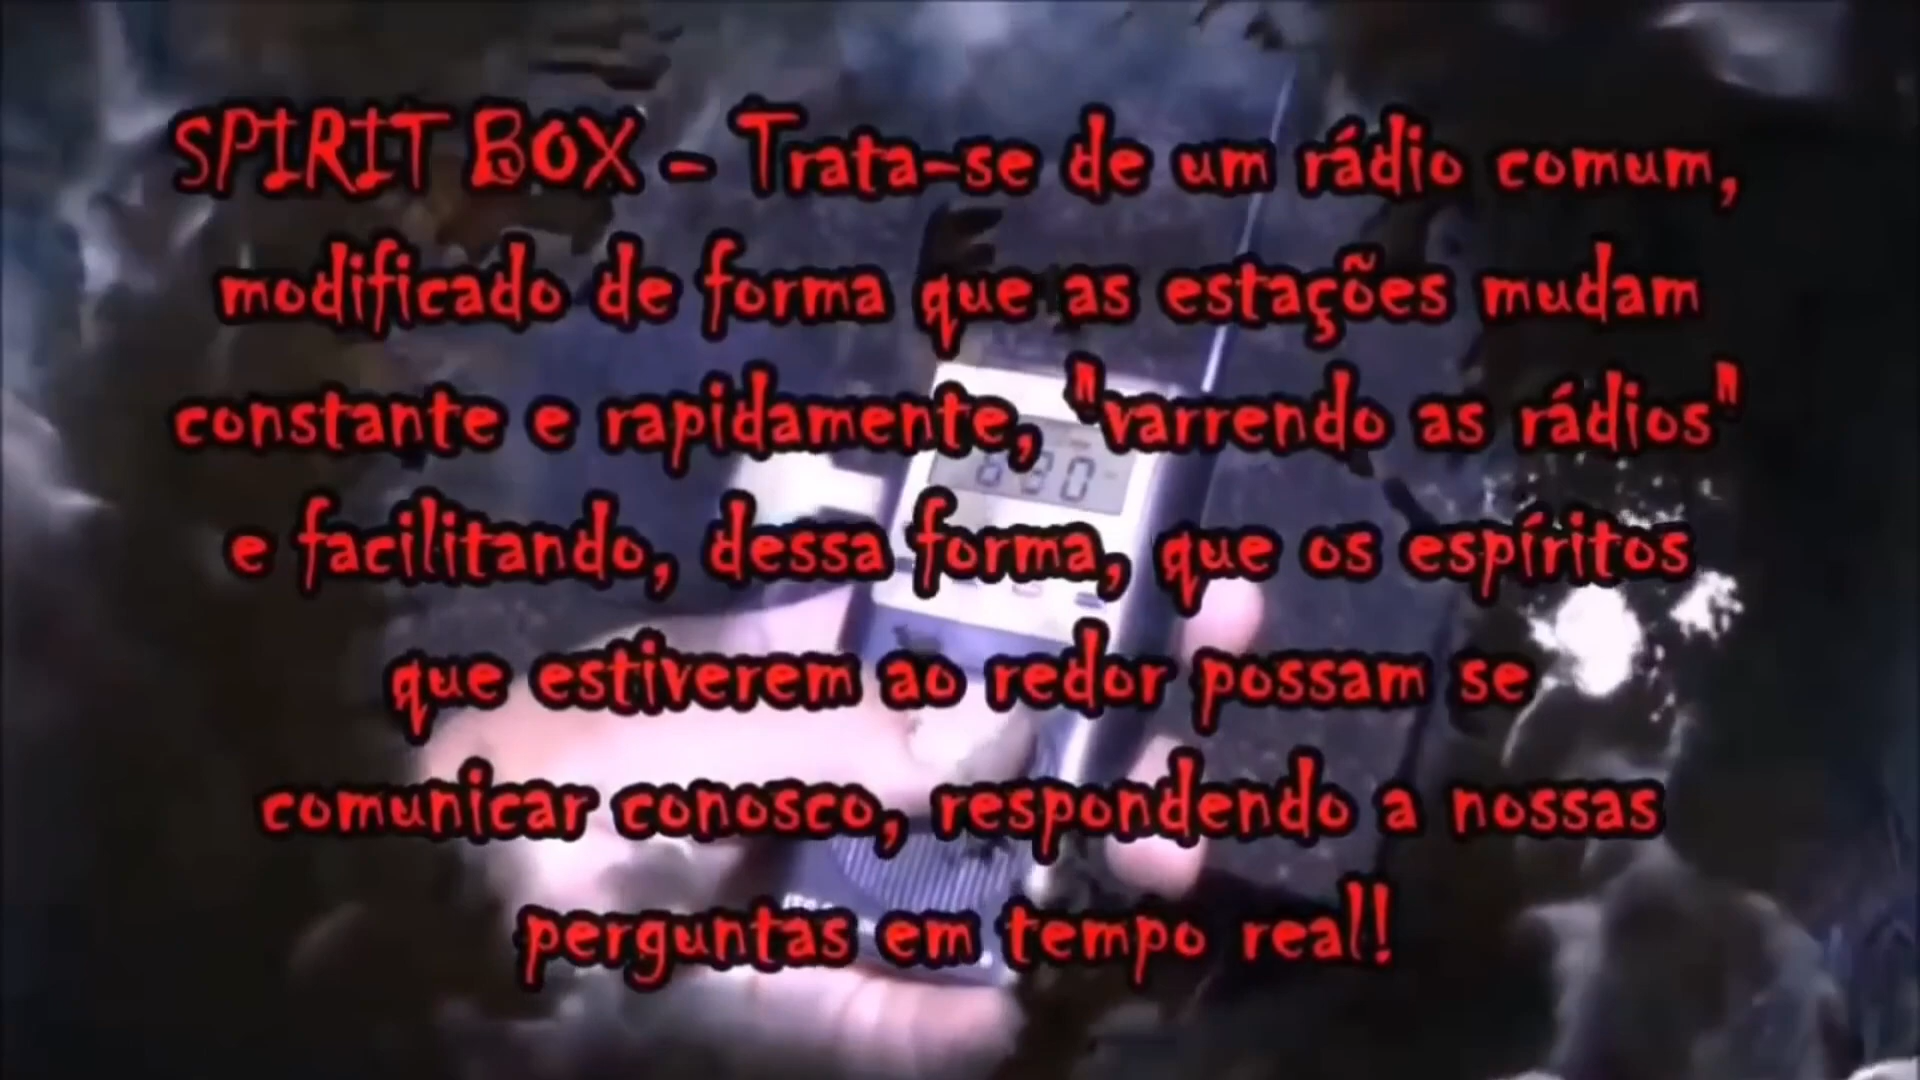 SPIRIT BOX - Trata-se de um rádio comum,
modificado de forma que as estações mudam
constante e rapidamente, "varrendo as rádios"
e facilitando, dessa forma, que os espíritos
que estiverem ao redor possam se
comunicar conosco, respondendo a nossas
perguntas em tempo real!